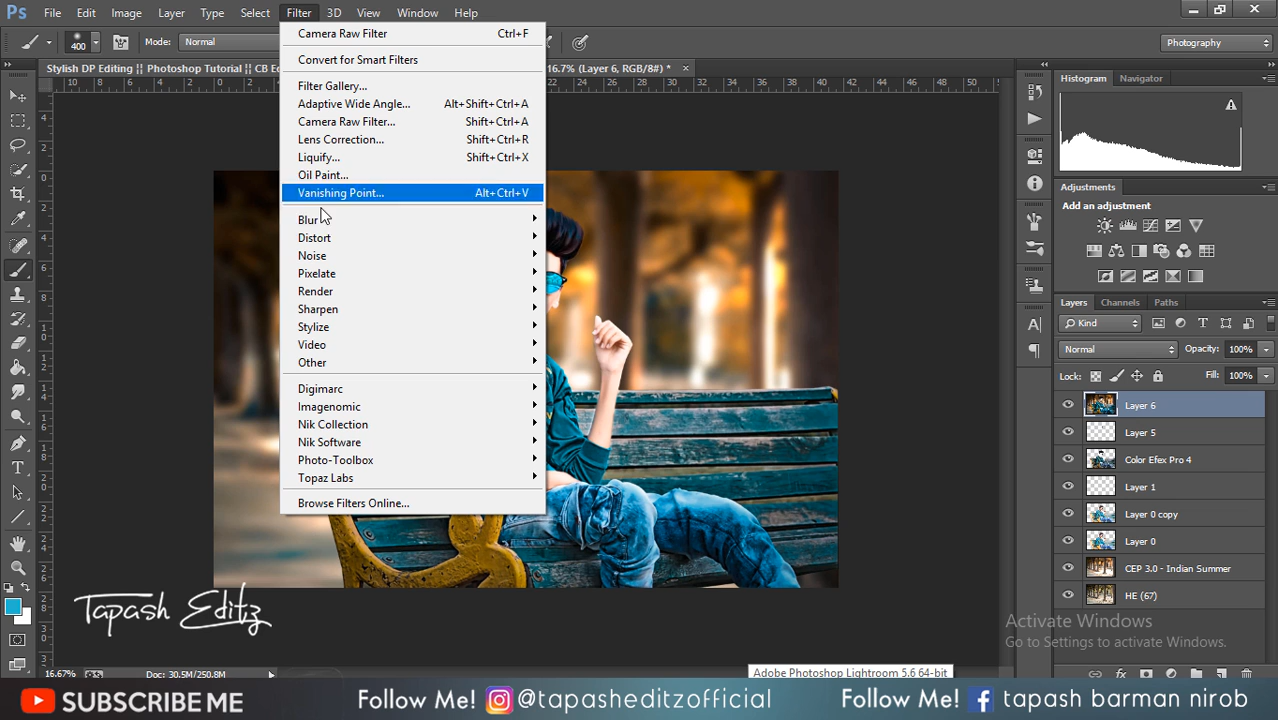 Ps File Edit Image Layer Type Select Filter 3D View Window Help
400 Mode: Normal Photography
Stylish DP Editing || Photoshop Tutorial || CB Ed 16.7% (Layer 6, RGB/8#) *
Camera Raw Filter Ctrl+F
Convert for Smart Filters
Filter Gallery...
Adaptive Wide Angle... Alt+Shift+Ctrl+A
Camera Raw Filter... Shift+Ctrl+A
Lens Correction... Shift+Ctrl+R
Liquify... Shift+Ctrl+X
Oil Paint...
Vanishing Point... Alt+Ctrl+V
Blur
Distort
Noise
Pixelate
Render
Sharpen
Stylize
Video
Other
Digimarc
Imagenomic
Nik Collection
Nik Software
Photo-Toolbox
Topaz Labs
Browse Filters Online...
Histogram Navigator
Adjustments
Add an adjustment
Layers Channels Paths
Kind
Normal Opacity: 100%
Lock: Fill: 100%
Layer 6
Layer 5
Color Efex Pro 4
Layer 1
Layer 0 copy
Layer 0
CEP 3.0 - Indian Summer
HE (67)
Tapash Editz
Activate Windows
Go to Settings to activate Windows.
16.67% Doc: 30.5M/250.8M
Adobe Photoshop Lightroom 5.6 64-bit
SUBSCRIBE ME Follow Me! @tapasheditzofficial Follow Me! tapash barman nirob